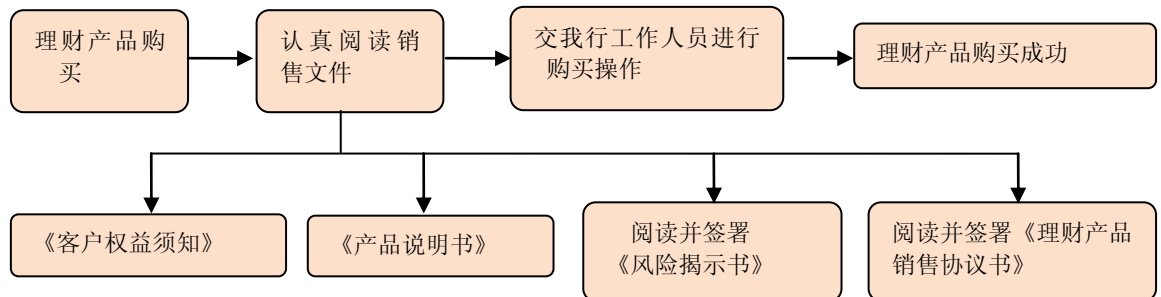 理财产品购
买
认真阅读销
售文件
交我行工作人员进行
购买操作
理财产品购买成功
《客户权益须知》
《产品说明书》
阅读并签署
《风险揭示书》
阅读并签署《理财产品
销售协议书》